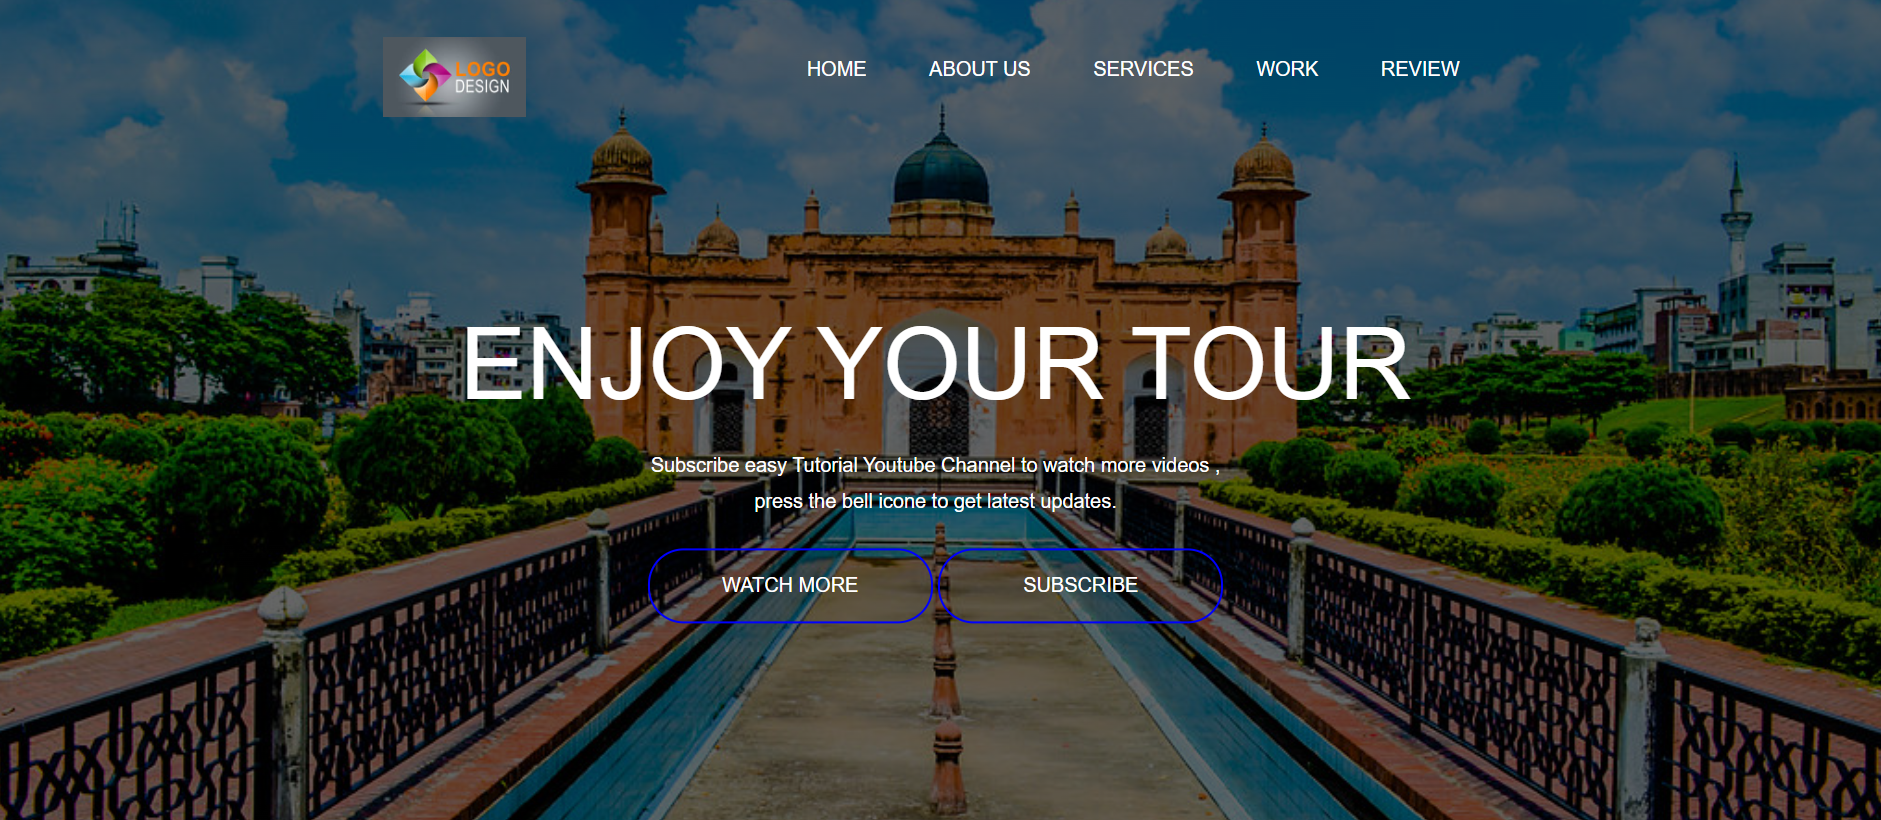 LOGO
DESIGN
HOME ABOUT US SERVICES WORK REVIEW
ENJOY YOUR TOUR
Subscribe easy Tutorial Youtube Channel to watch more videos ,
press the bell icone to get latest updates.
WATCH MORE SUBSCRIBE